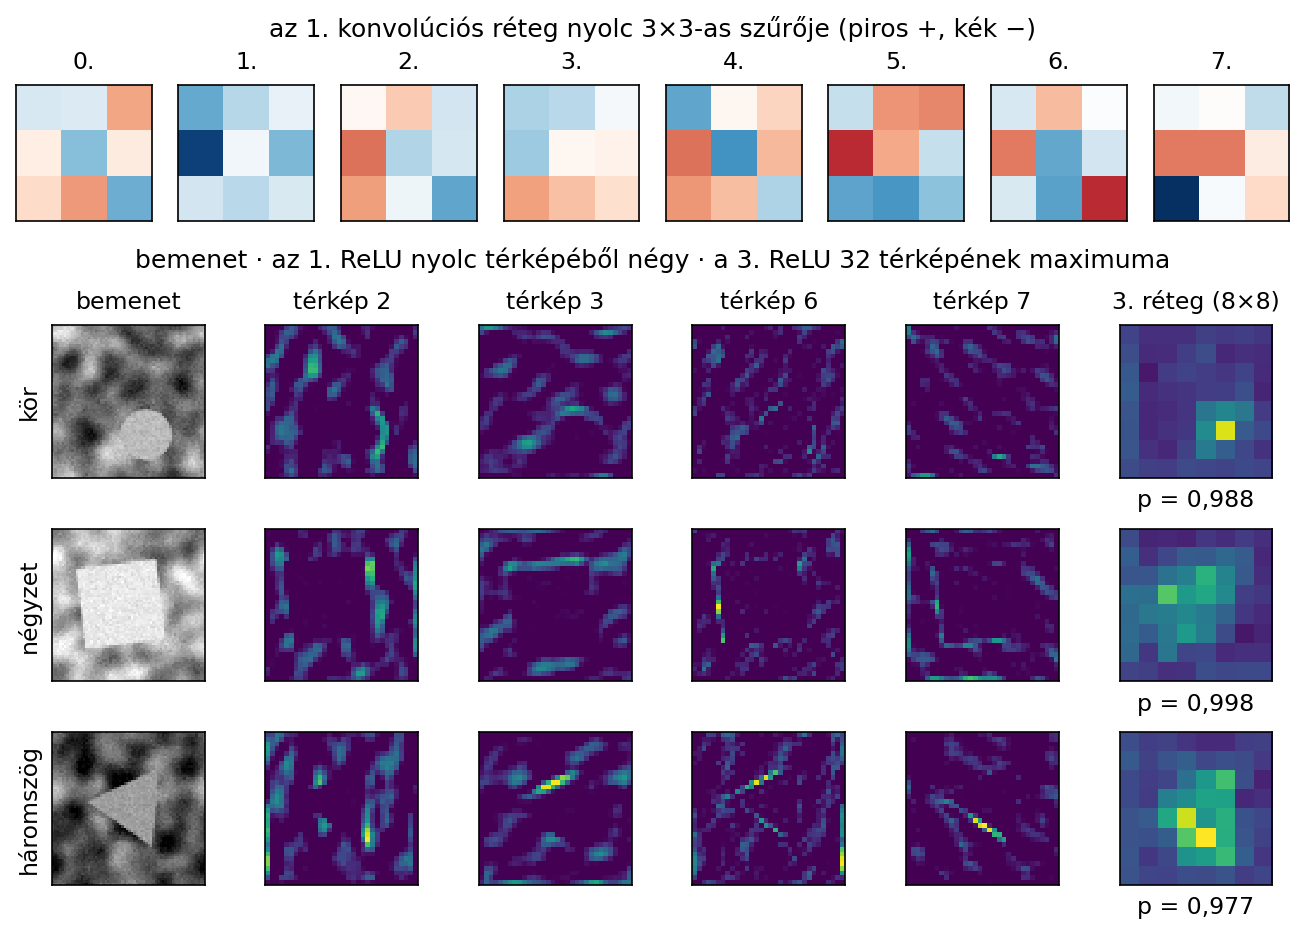 az 1. konvolúciós réteg nyolc 3×3-as szűrője (piros +, kék −)
0. 1. 2. 3. 4. 5. 6. 7.
bemenet · az 1. ReLU nyolc térképéből négy · a 3. ReLU 32 térképének maximuma
bemenet térkép 2 térkép 3 térkép 6 térkép 7 3. réteg (8×8)
kör
p = 0,988
négyzet
p = 0,998
háromszög
p = 0,977